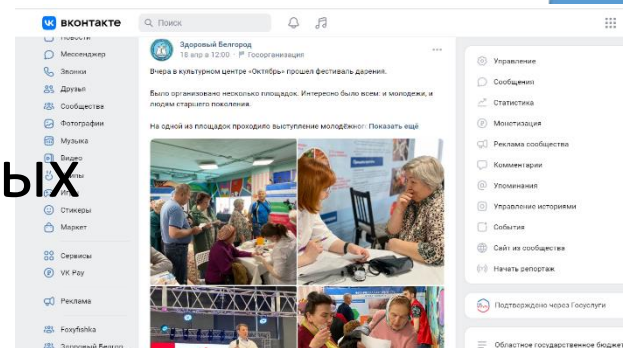 вконтакте
Поиск
Новости
Мессенджер
Звонки
Друзья
Сообщества
Фотографии
Музыка
Видео
ых
Стикеры
Маркет
Сервисы
VK Pay
Реклама
Foxyfishka
Здоровый Белгород
18 апр в 12:00 · Госорганизация
Вчера в культурном центре «Октябрь» прошел фестиваль дарения.
Было организовано несколько площадок. Интересно было всем: и молодежи, и
людям старшего поколения.
На одной из площадок проходило выступление молодёжног Показать ещё
Управление
Сообщения
Статистика
Монетизация
Реклама сообщества
Комментарии
Упоминания
Управление историями
События
Сайт из сообщества
Начать репортаж
Подтверждено через Госуслуги
Областное государственное бюджет